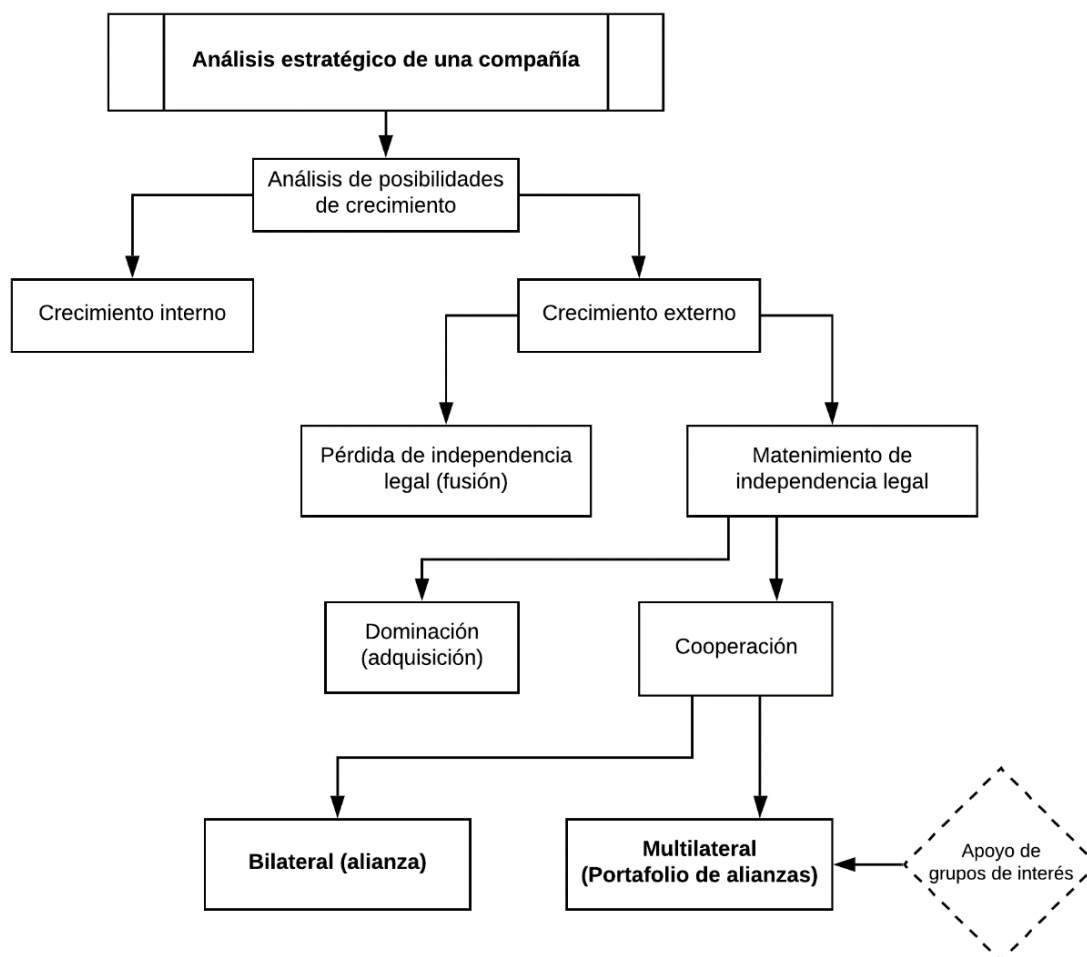 Análisis estratégico de una compañía
Análisis de posibilidades
de crecimiento
Crecimiento interno
Crecimiento externo
Pérdida de independencia
legal (fusión)
Matenimiento de
independencia legal
Dominación
(adquisición)
Cooperación
Bilateral (alianza)
Multilateral
(Portafolio de alianzas)
Apoyo de
grupos de interés